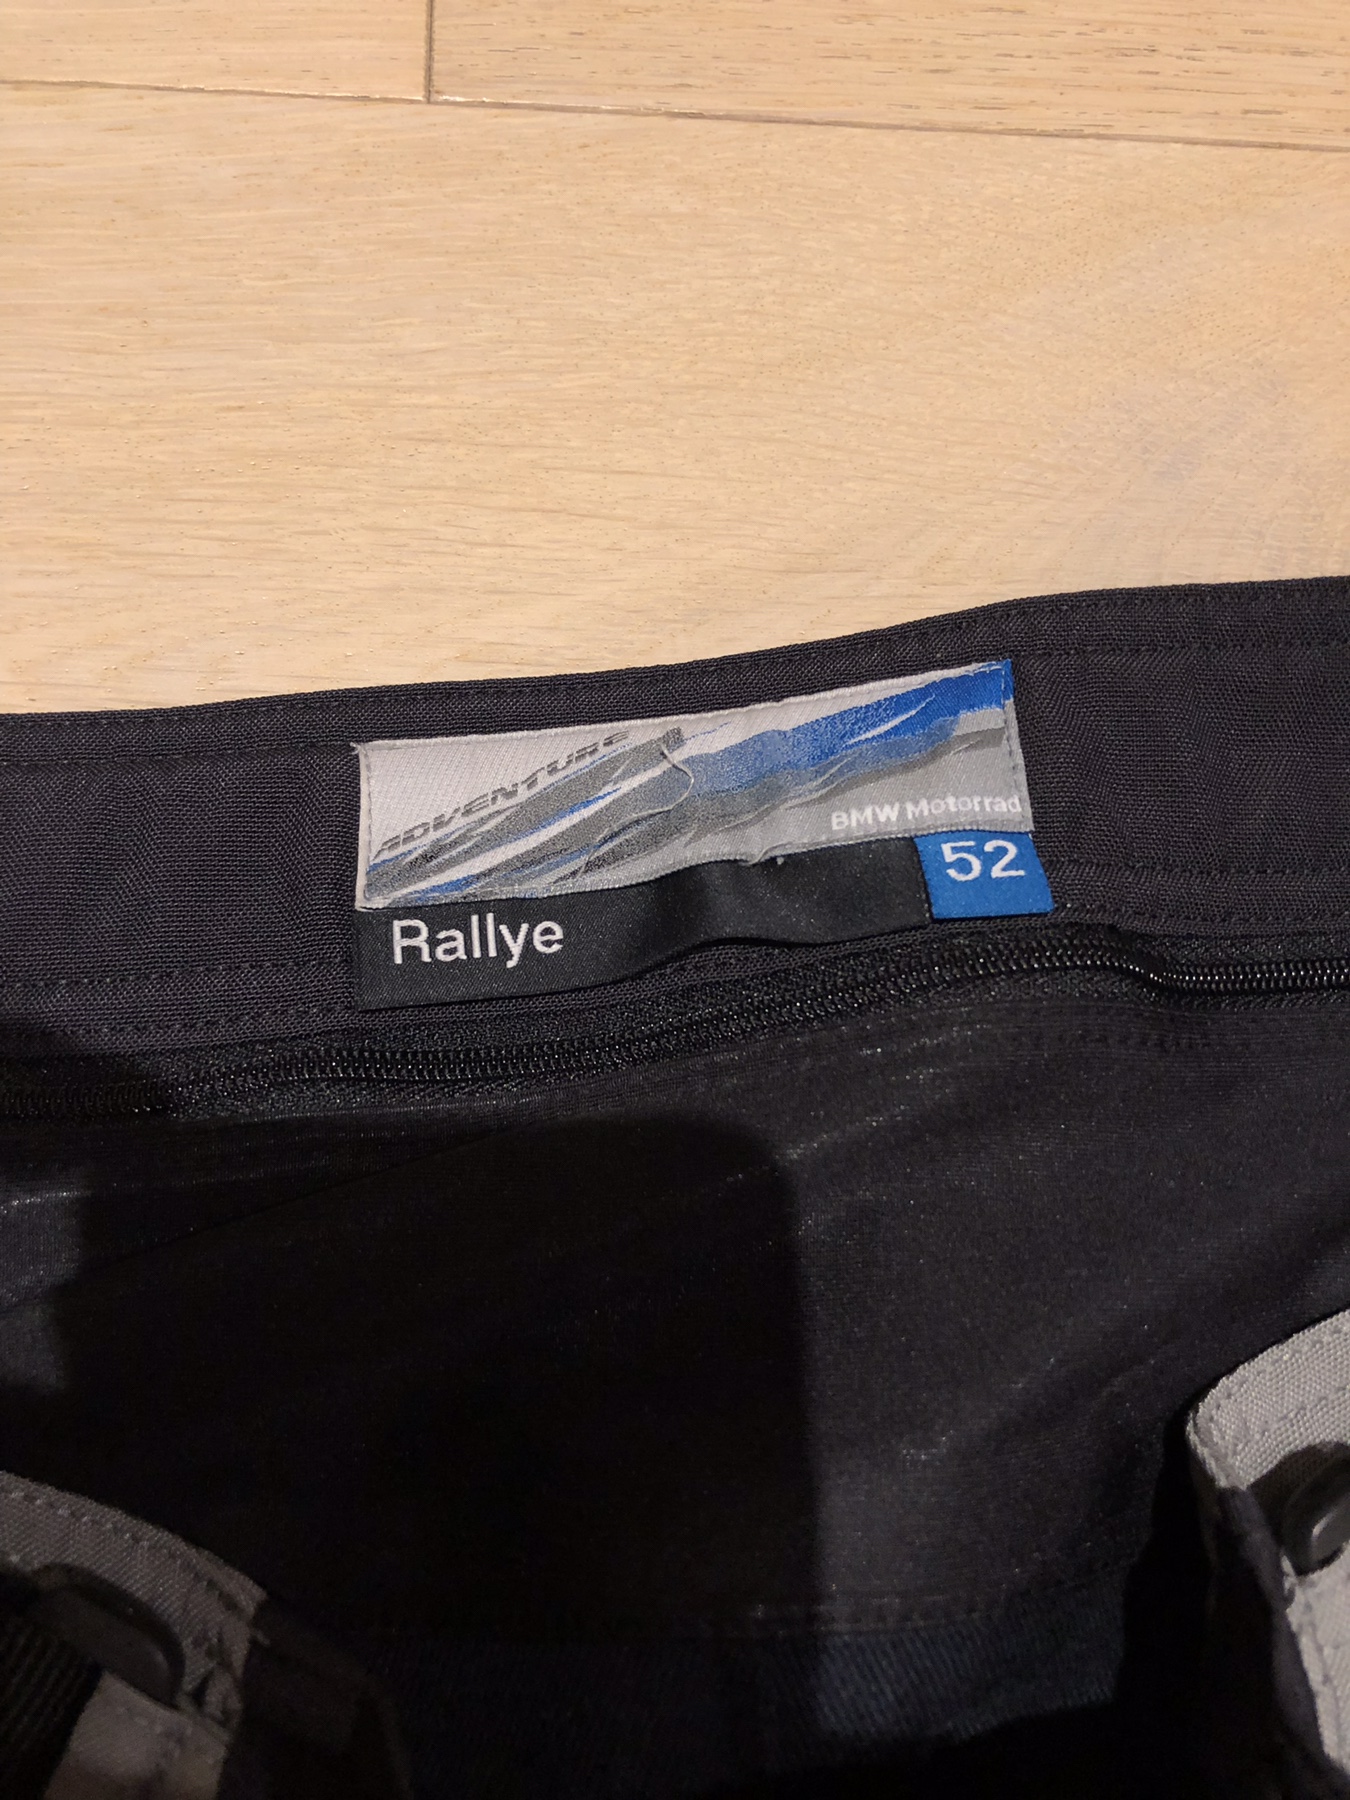 ADVENTURE
BMW Motorrad
52
Rallye